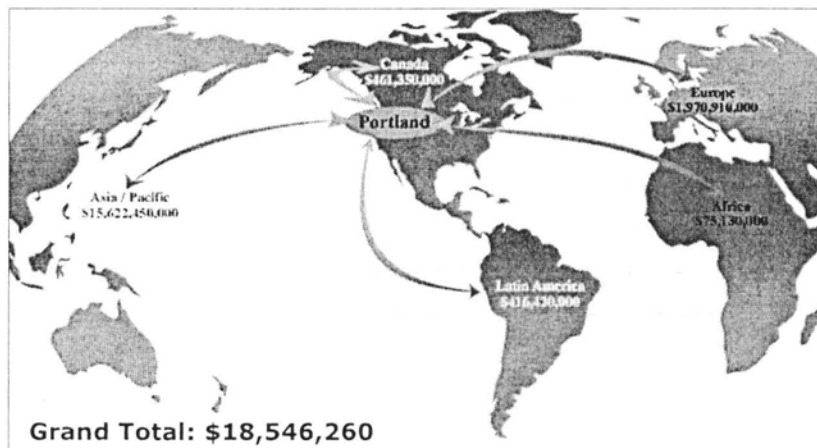 Canada
$461,350,000
Europe
$1,970,910,000
Portland
Asia / Pacific
$15,622,450,000
Africa
$75,130,000
Latin America
$416,420,000
Grand Total: $18,546,260